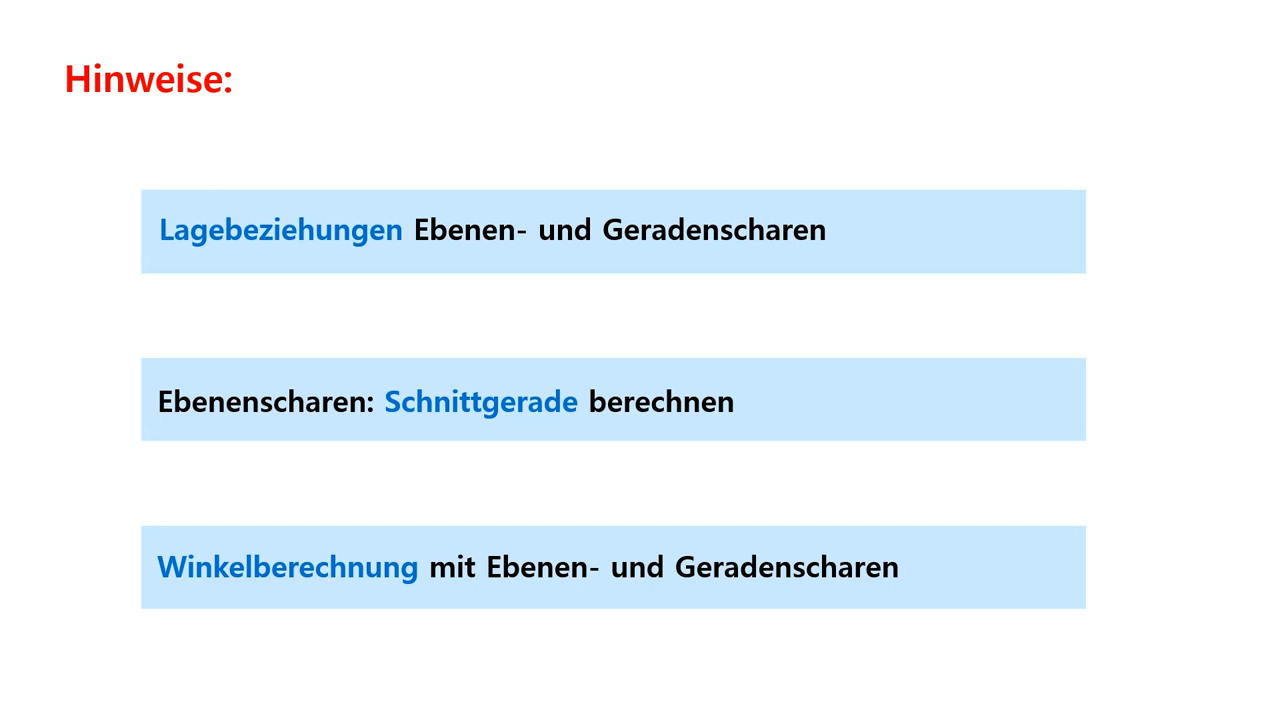 Hinweise:
Lagebeziehungen Ebenen- und Geradenscharen
Ebenenscharen: Schnittgerade berechnen
Winkelberechnung mit Ebenen- und Geradenscharen